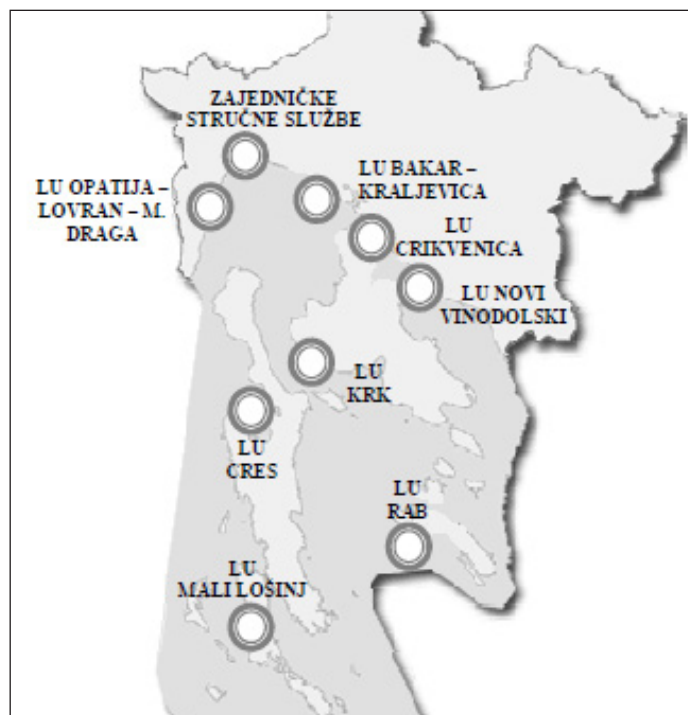 ZAJEDNIČKE
STRUČNE SLUŽBE
LU OPATIJA –
LOVRAN – M.
DRAGA
LU BAKAR –
KRALJEVICA
LU
CRIKVENICA
LU NOVI
VINODOLSKI
LU
KRK
LU
CRES
LU
RAB
LU
MALI LOŠINJ